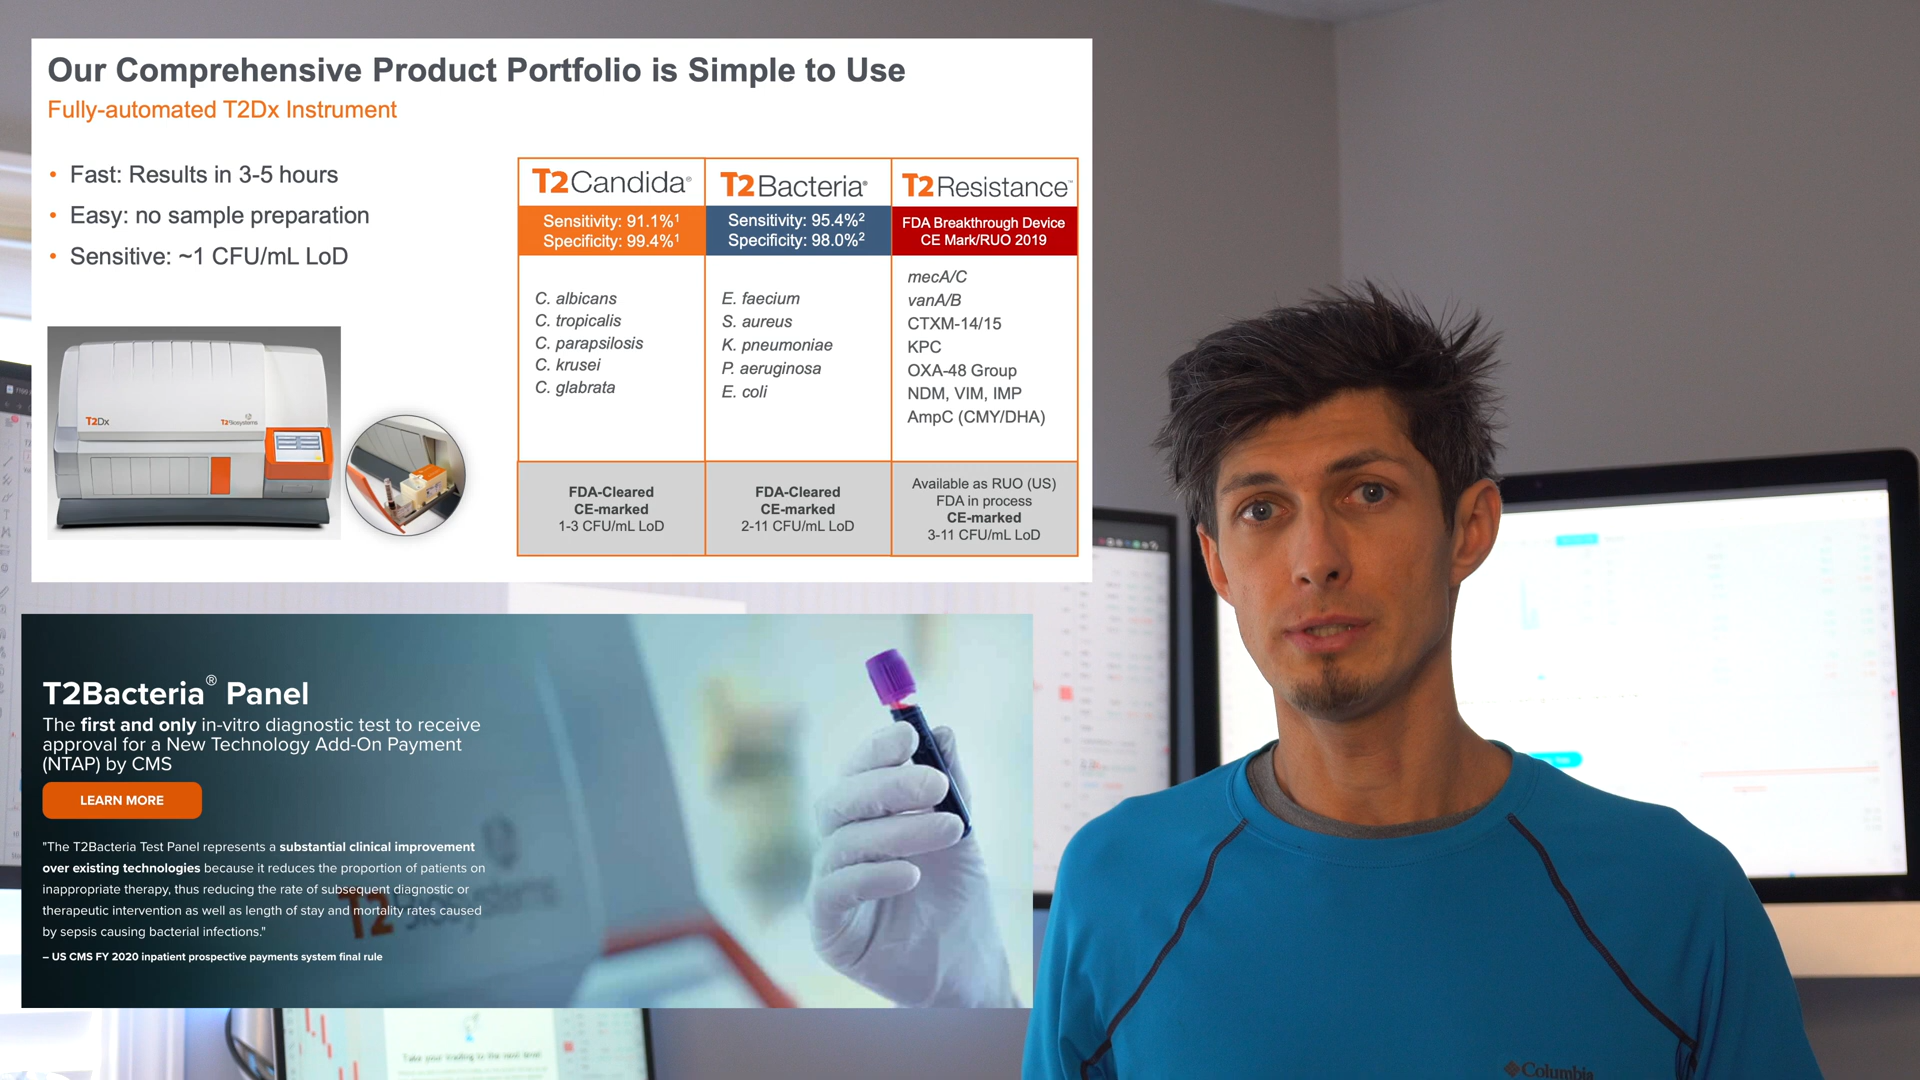 Our Comprehensive Product Portfolio is Simple to Use
Fully-automated T2Dx Instrument
• Fast: Results in 3-5 hours
• Easy: no sample preparation
• Sensitive: ~1 CFU/mL LoD
T2Dx
T2Biosystems
T2Candida®
Sensitivity: 91.1%¹
Specificity: 99.4%¹
C. albicans
C. tropicalis
C. parapsilosis
C. krusei
C. glabrata
FDA-Cleared
CE-marked
1-3 CFU/mL LoD
T2Bacteria®
Sensitivity: 95.4%²
Specificity: 98.0%²
E. faecium
S. aureus
K. pneumoniae
P. aeruginosa
E. coli
FDA-Cleared
CE-marked
2-11 CFU/mL LoD
T2Resistance™
FDA Breakthrough Device
CE Mark/RUO 2019
mecA/C
vanA/B
CTXM-14/15
KPC
OXA-48 Group
NDM, VIM, IMP
AmpC (CMY/DHA)
Available as RUO (US)
FDA in process
CE-marked
3-11 CFU/mL LoD
T2Bacteria® Panel
The first and only in-vitro diagnostic test to receive
approval for a New Technology Add-On Payment
(NTAP) by CMS
LEARN MORE
"The T2Bacteria Test Panel represents a substantial clinical improvement
over existing technologies because it reduces the proportion of patients on
inappropriate therapy, thus reducing the rate of subsequent diagnostic or
therapeutic intervention as well as length of stay and mortality rates caused
by sepsis causing bacterial infections."
– US CMS FY 2020 inpatient prospective payments system final rule
T2Biosystems
Take your trading to the next level
Columbia